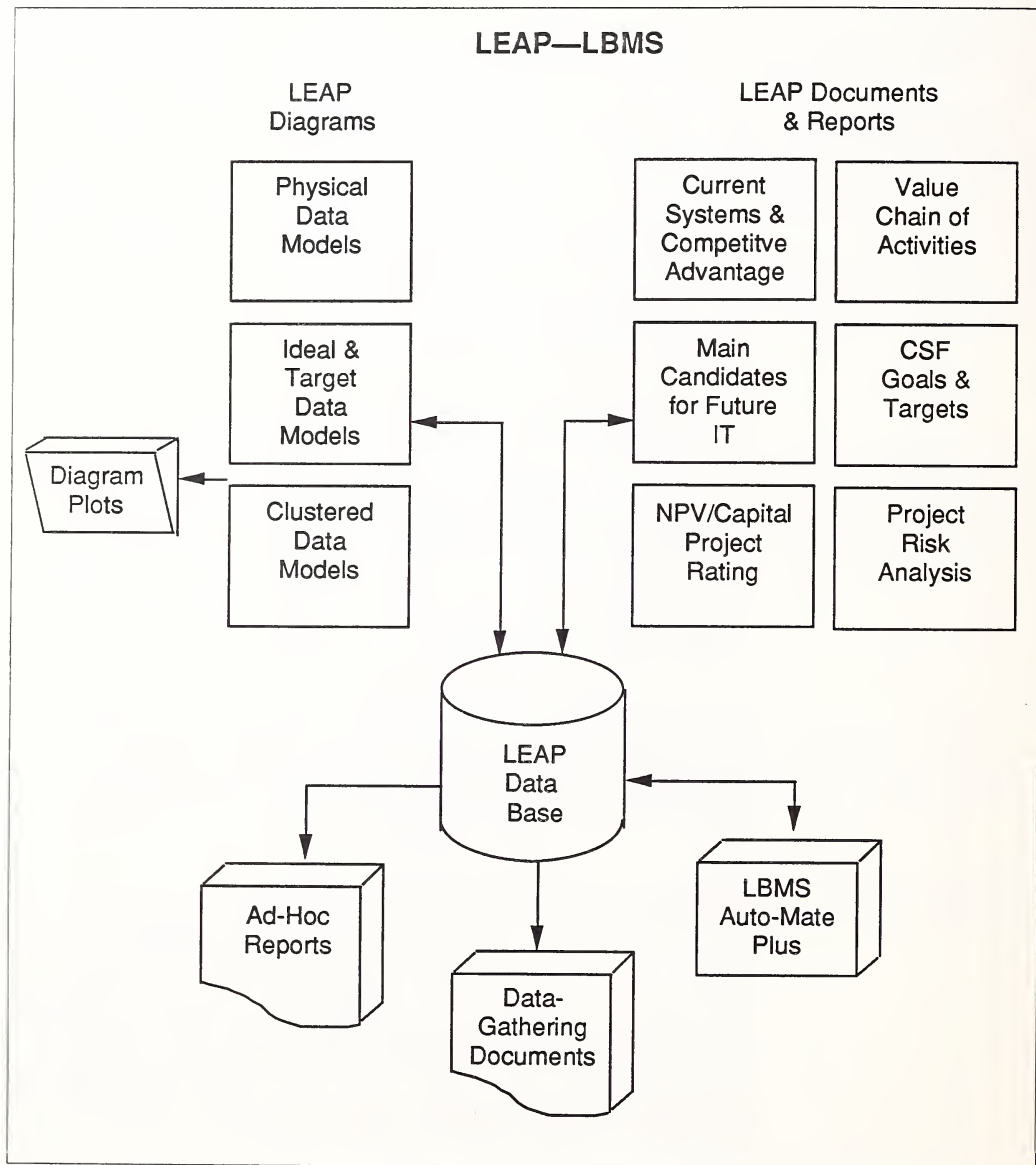 LEAP—LBMS
LEAP
Diagrams
LEAP Documents
& Reports
Physical
Data
Models
Current
Systems &
Competitve
Advantage
Value
Chain of
Activities
Ideal &
Target
Data
Models
Main
Candidates
for Future
IT
CSF
Goals &
Targets
Diagram
Plots
Clustered
Data
Models
NPV/Capital
Project
Rating
Project
Risk
Analysis
LEAP
Data
Base
Ad-Hoc
Reports
Data-
Gathering
Documents
LBMS
Auto-Mate
Plus